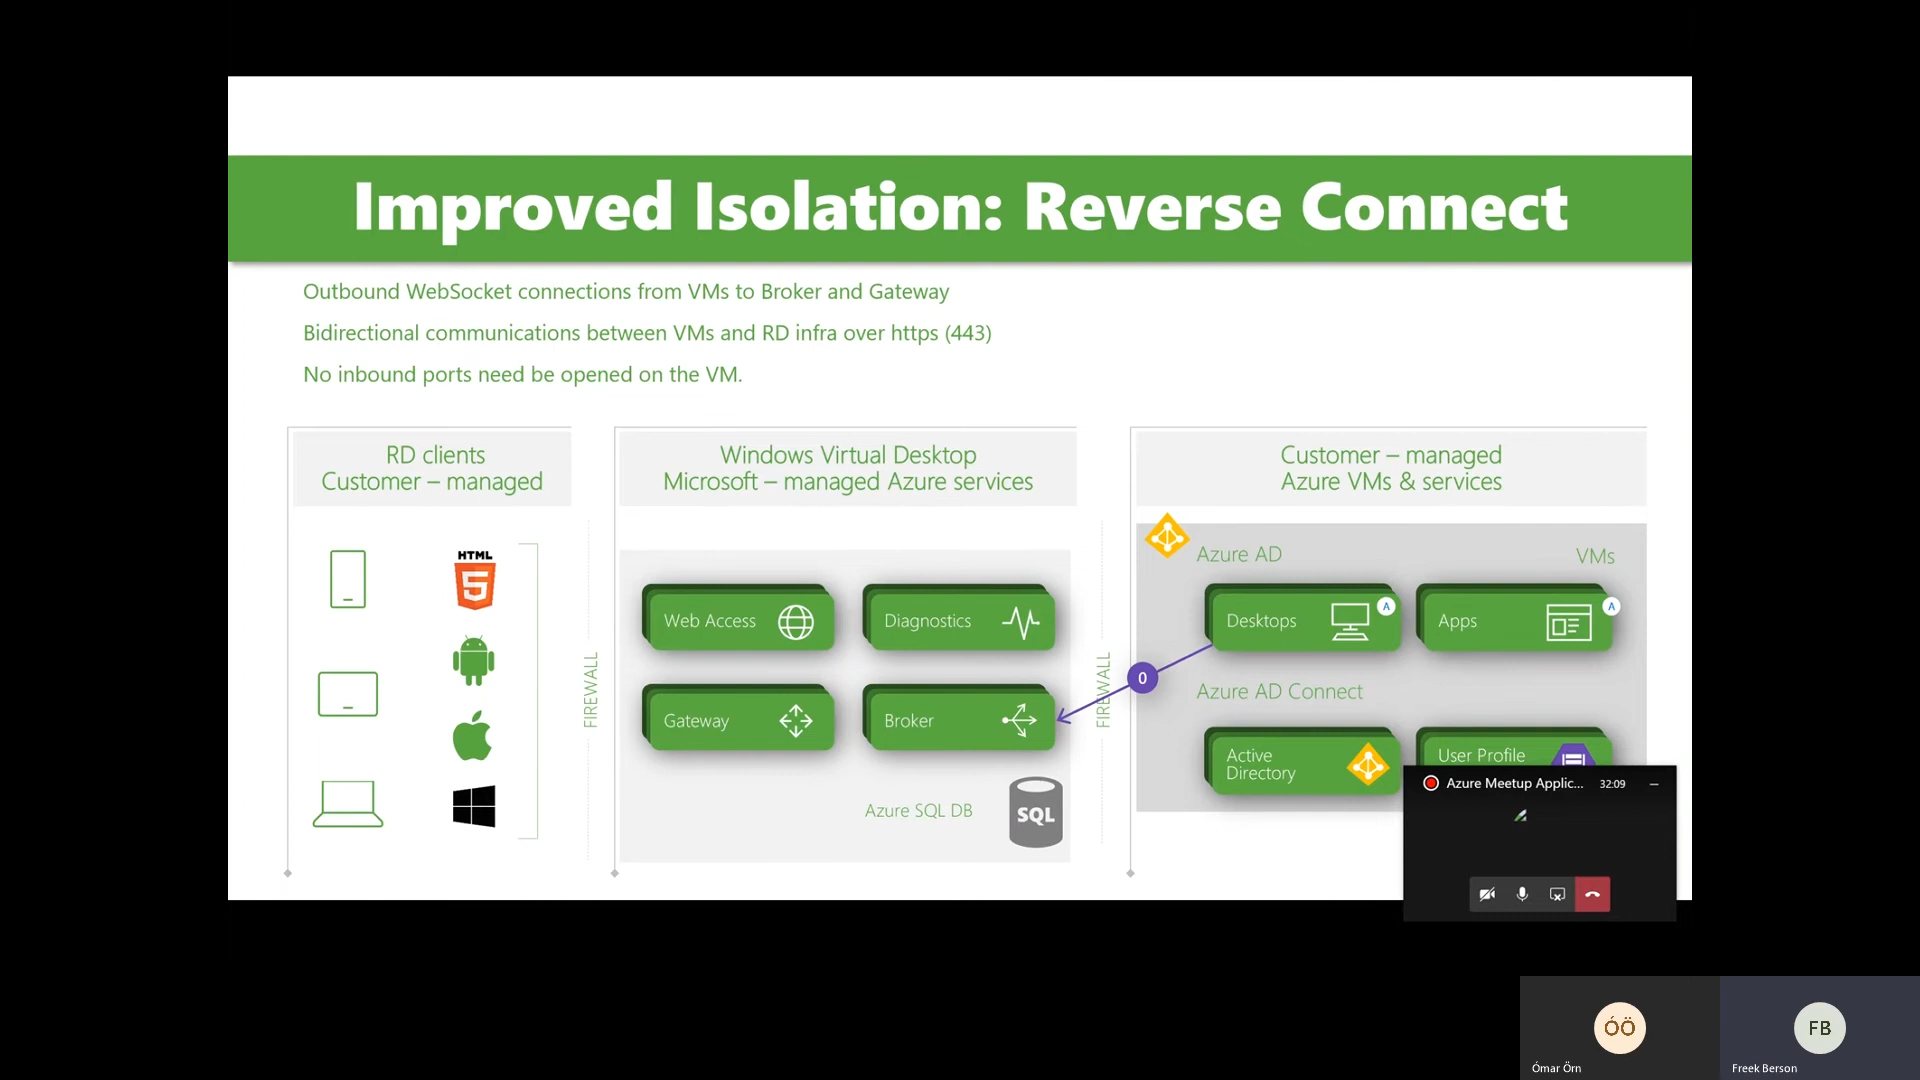 Improved Isolation: Reverse Connect
Outbound WebSocket connections from VMs to Broker and Gateway
Bidirectional communications between VMs and RD infra over https (443)
No inbound ports need be opened on the VM.
RD clients
Customer – managed
HTML
5
FIREWALL
Windows Virtual Desktop
Microsoft – managed Azure services
Web Access
Diagnostics
Gateway
Broker
Azure SQL DB
SQL
FIREWALL
0
Customer – managed
Azure VMs & services
Azure AD
VMs
Desktops
A
Apps
A
Azure AD Connect
Active
Directory
User Profile
Azure Meetup Applic...
32:09
ÓÖ
Ómar Örn
FB
Freek Berson